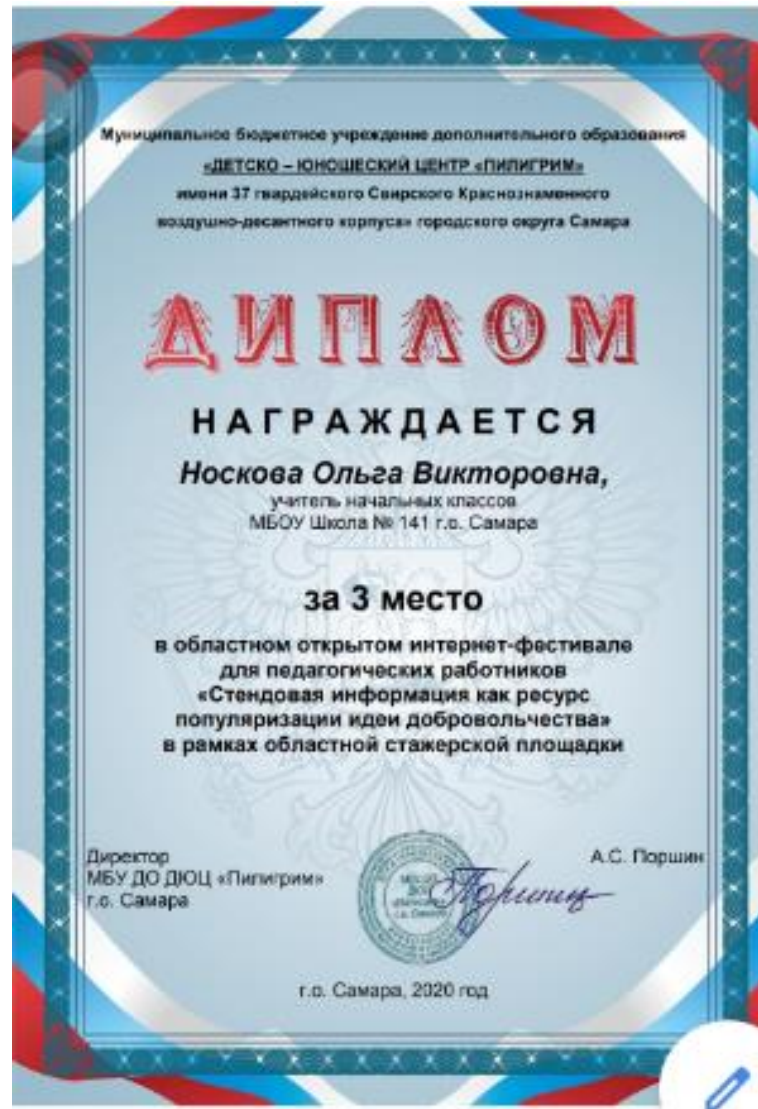 Муниципальное бюджетное учреждение дополнительного образования
«ДЕТСКО – ЮНОШЕСКИЙ ЦЕНТР «ПИЛИГРИМ»
имени 37 гвардейского Свирского Краснознаменного
воздушно-десантного корпуса» городского округа Самара
ДИПЛОМ
НАГРАЖДАЕТСЯ
Носкова Ольга Викторовна,
учитель начальных классов
МБОУ Школа № 141 г.о. Самара
за 3 место
в областном открытом интернет-фестивале
для педагогических работников
«Стендовая информация как ресурс
популяризации идеи добровольчества»
в рамках областной стажерской площадки
Директор
МБУ ДО ДЮЦ «Пилигрим»
г.о. Самара
А.С. Поршин
г.о. Самара, 2020 год